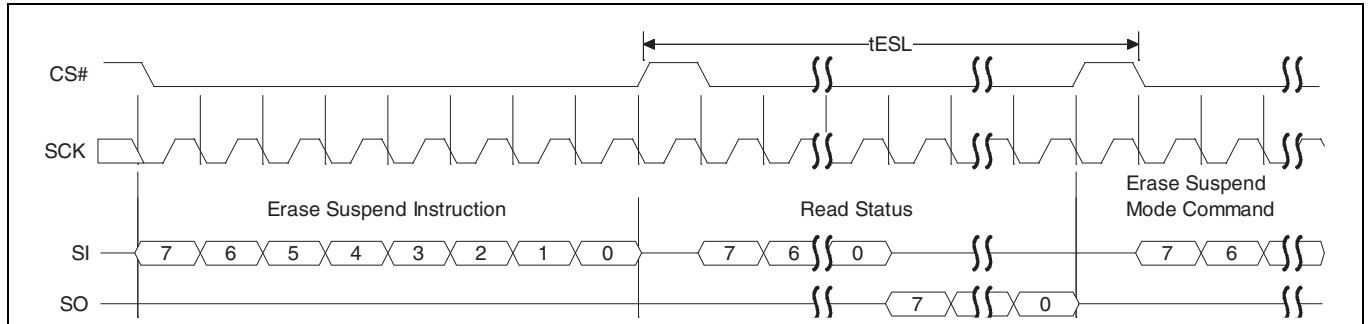 tESL
CS#
SCK
Erase Suspend Instruction
Read Status
Erase Suspend
Mode Command
SI 7 6 5 4 3 2 1 0 7 6 0 7 6
SO 7 0